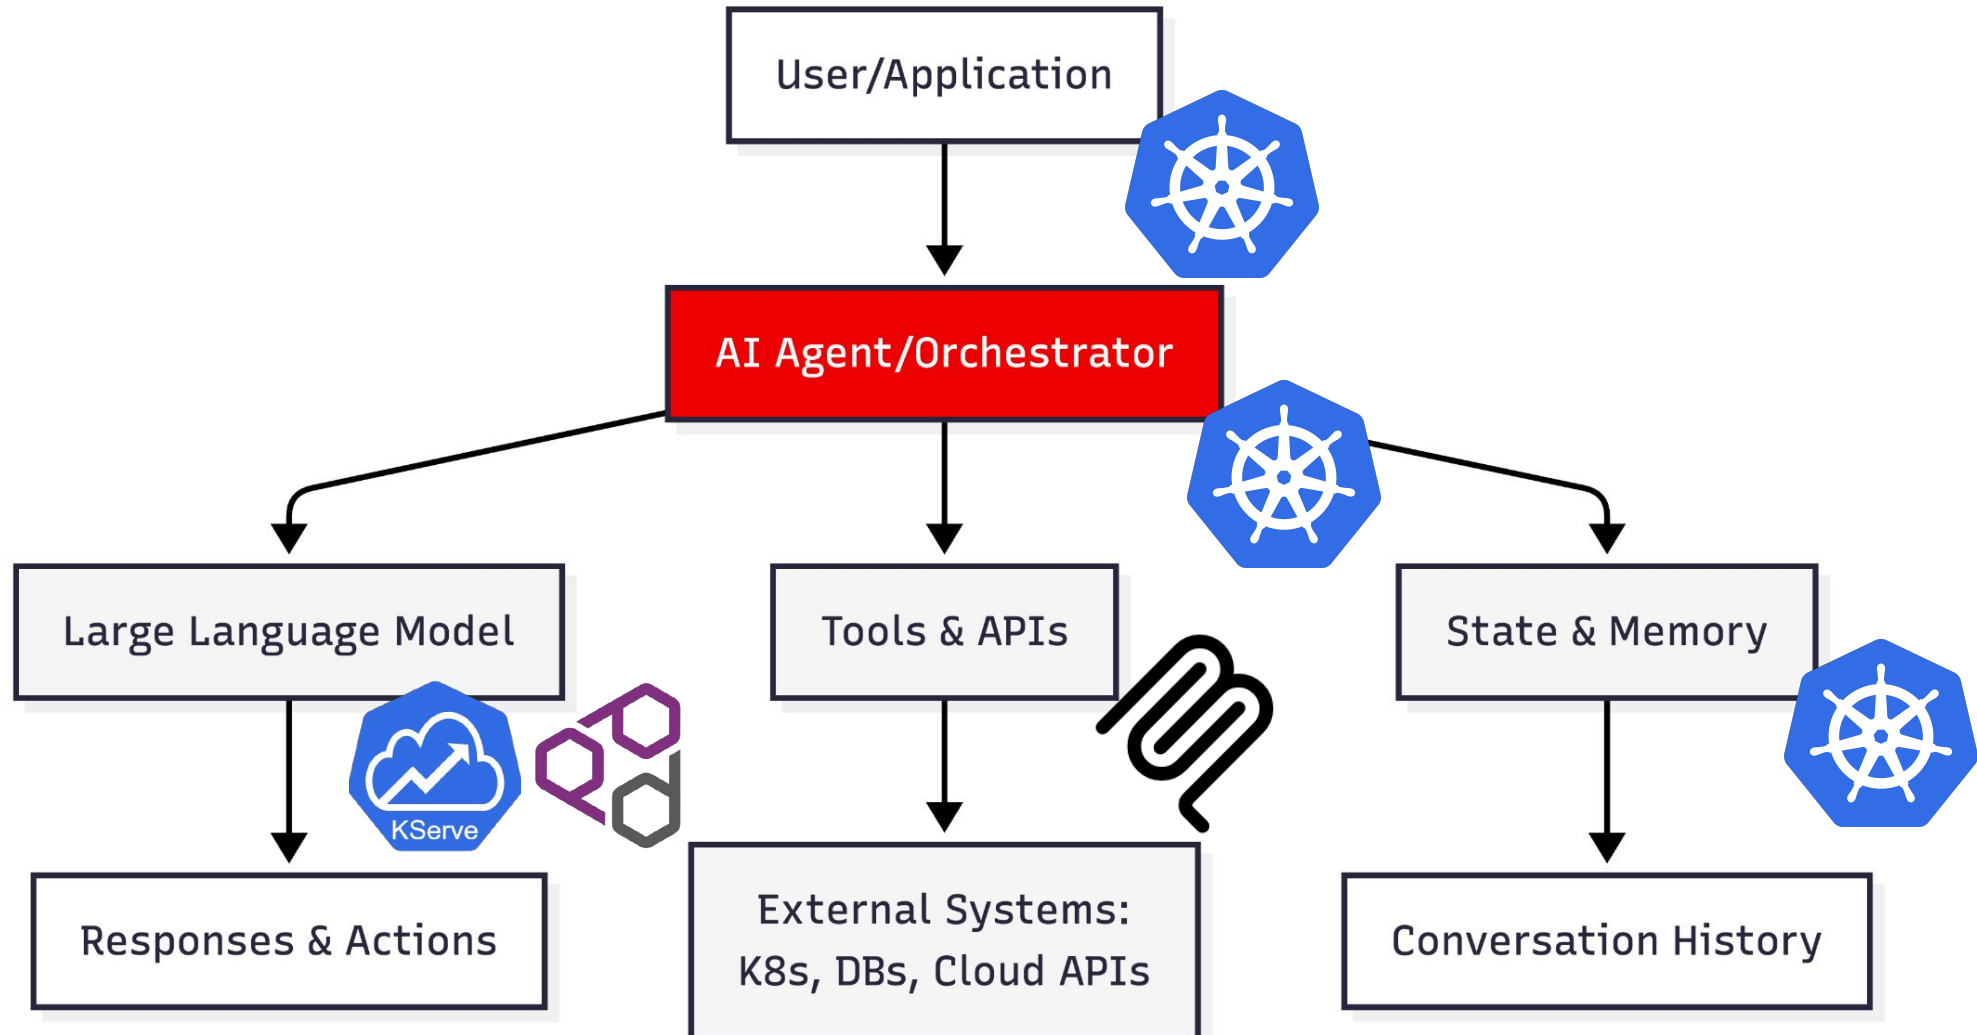 User/Application
AI Agent/Orchestrator
Large Language Model
Tools & APIs
State & Memory
KServe
Responses & Actions
External Systems:
K8s, DBs, Cloud APIs
Conversation History